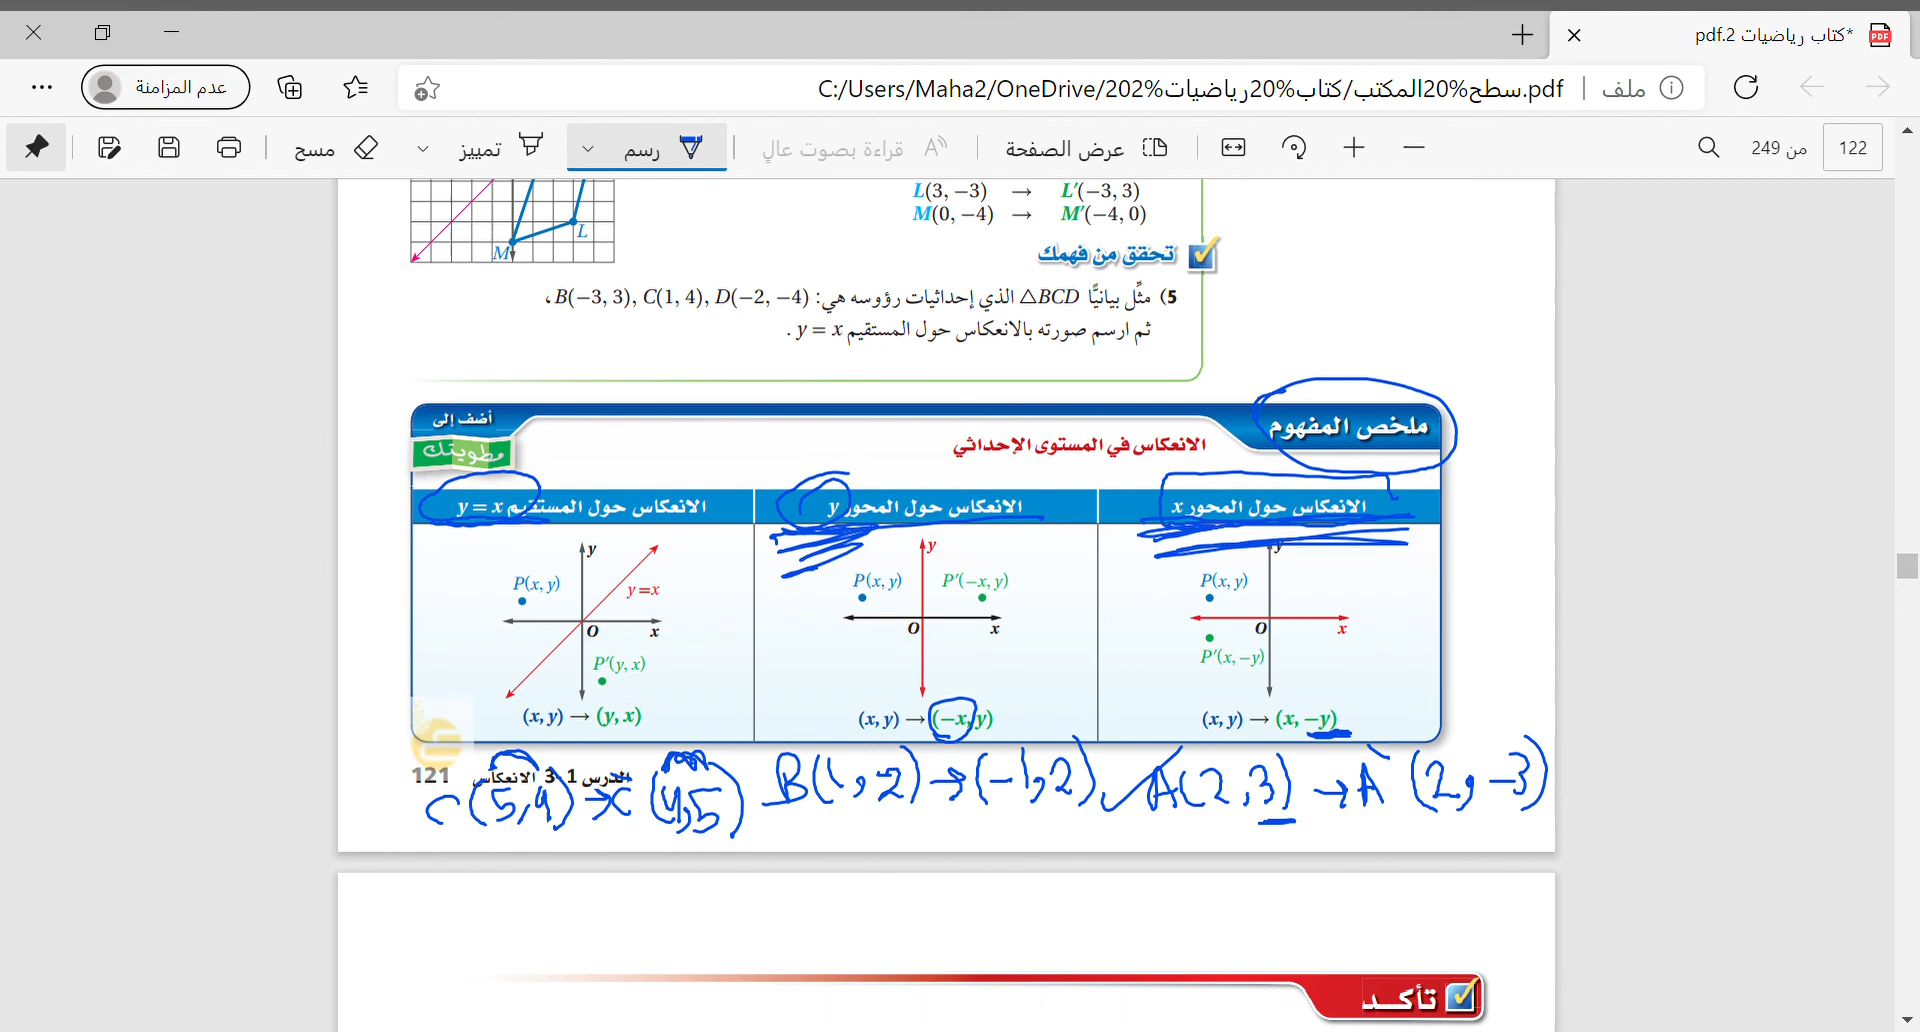 *كتاب رياضيات 2.pdf
عدم المزامنة
C:/Users/Maha2/OneDrive/سطح%20المكتب/كتاب%20رياضيات%202.pdf
ملف
مسح
تمييز
رسم
قراءة بصوت عالٍ
عرض الصفحة
249 من
122
L(3, −3) → L′(−3, 3)
M(0, −4) → M′(−4, 0)
M
L
تحقق من فهمك
5) مثِّل بيانيًّا △BCD الذي إحداثيات رؤوسه هي: B(−3, 3), C(1, 4), D(−2, −4)،
ثم ارسم صورته بالانعكاس حول المستقيم y = x .
ملخص المفهوم
الانعكاس في المستوى الإحداثي
أضف إلى
مطويتك
الانعكاس حول المحور x
الانعكاس حول المحور y
الانعكاس حول المستقيم y = x
y
P(x, y)
O
x
P′(x, −y)
(x, y) → (x, −y)
y
P(x, y)
P′(−x, y)
O
x
(x, y) → (−x, y)
y
P(x, y)
y = x
O
x
P′(y, x)
(x, y) → (y, x)
A(2,3) → A′(2, −3)
B(1,2) → (−1,2)
C(5,4) → (4,5)
الدرس 1-3 الانعكاس 121
تأكد